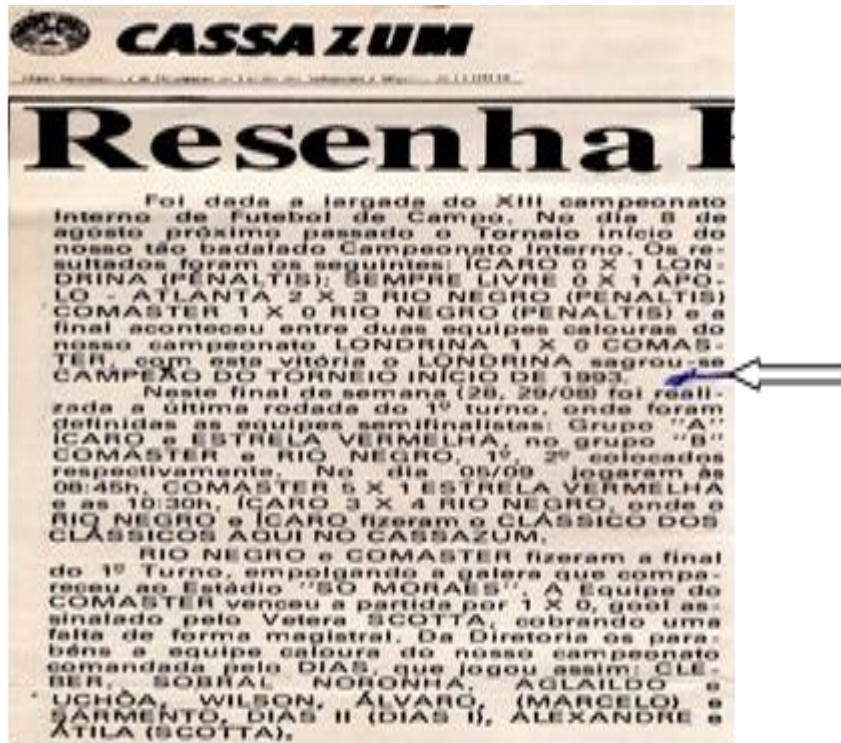 CASSAZUM
Resenha
Foi dada a largada do XIII campeonato
Interno de Futebol de Campo. No dia 8 de
agosto próximo passado o Torneio início do
nosso tão badalado Campeonato Interno. Os re-
sultados foram os seguintes: ÍCARO 0 X 1 LON-
DRINA (PENALTIS); SEMPRE LIVRE 0 X 1 APO-
LO - ATLANTA 2 X 3 RIO NEGRO (PENALTIS)
COMASTER 1 X 0 RIO NEGRO (PENALTIS) e a
final aconteceu entre duas equipes calouras do
nosso campeonato LONDRINA 1 X 0 COMAS-
TER, com esta vitória o LONDRINA sagrou-se
CAMPEÃO DO TORNEIO INÍCIO DE 1993.
Neste final de semana (28, 29/08) foi reali-
zada a última rodada do 1º turno, onde foram
definidas as equipes semifinalistas: Grupo "A"
ÍCARO e ESTRELA VERMELHA, no grupo "B"
COMASTER e RIO NEGRO, 1º, 2º colocados
respectivamente. No dia 05/09 jogaram às
08:45h, COMASTER 5 X 1 ESTRELA VERMELHA
e as 10:30h, ÍCARO 3 X 4 RIO NEGRO, onde o
RIO NEGRO e ÍCARO fizeram o CLÁSSICO DOS
CLÁSSICOS AQUI NO CASSAZUM.
RIO NEGRO e COMASTER fizeram a final
do 1º Turno, empolgando a galera que compa-
receu ao Estádio "SO MORAES". A Equipe do
COMASTER venceu a partida por 1 X 0, gool as-
sinalado pelo Vetera SCOTTA, cobrando uma
falta de forma magistral. Da Diretoria os para-
béns a equipe caloura do nosso campeonato
comandada pelo DIAS, que jogou assim: CLE-
BER, SOBRAL NORONHA, AGLAILDO e
UCHÔA, WILSON, ÁLVARO, (MARCELO) e
SARMENTO, DIAS II (DIAS I), ALEXANDRE e
ÁTILA (SCOTTA).